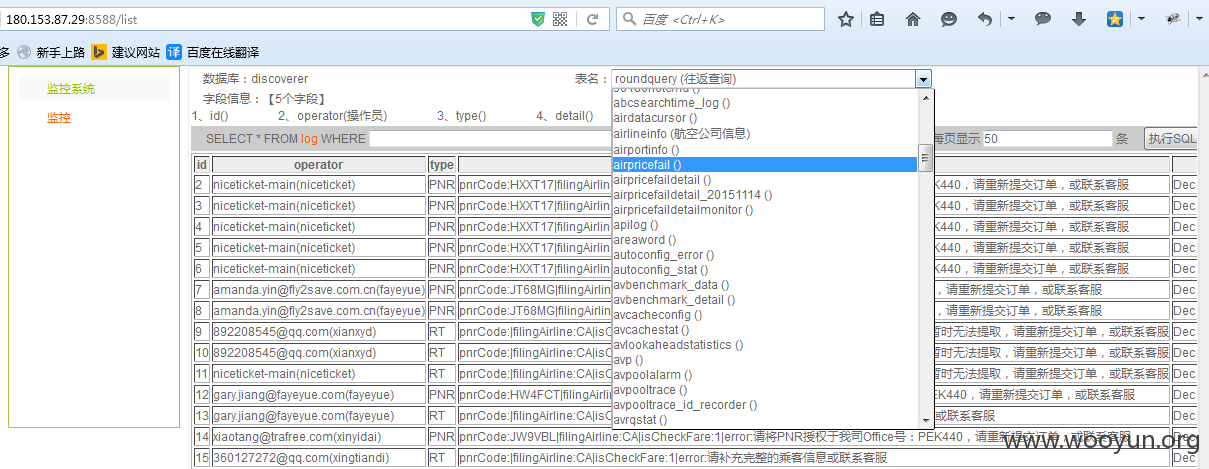 180.153.87.29:8588/list
百度 <Ctrl+K>
多 新手上路 建议网站 译 百度在线翻译
监控系统
监控
数据库：discoverer 表名：roundquery (往返查询)
字段信息：【5个字段】
1、id() 2、operator(操作员) 3、type() 4、detail()
SELECT * FROM log WHERE 每页显示 50 条 执行SQL
abcsearchtime_log ()
airdatacursor ()
airlineinfo (航空公司信息)
airportinfo ()
airpricefail ()
airpricefaildetail ()
airpricefaildetail_20151114 ()
airpricefaildetailmonitor ()
apilog ()
areaword ()
autoconfig_error ()
autoconfig_stat ()
avbenchmark_data ()
avbenchmark_detail ()
avcacheconfig ()
avcachestat ()
avlookaheadstatistics ()
avp ()
avpoolalarm ()
avpooltrace ()
avpooltrace_id_recorder ()
avrqstat ()
id operator type
2 niceticket-main(niceticket) PNR pnrCode:HXXT17|filingAirlin EK440，请重新提交订单，或联系客服 Dec
3 niceticket-main(niceticket) PNR pnrCode:HXXT17|filingAirlin EK440，请重新提交订单，或联系客服 Dec
4 niceticket-main(niceticket) PNR pnrCode:HXXT17|filingAirlin EK440，请重新提交订单，或联系客服 Dec
5 niceticket-main(niceticket) PNR pnrCode:HXXT17|filingAirlin EK440，请重新提交订单，或联系客服 Dec
6 niceticket-main(niceticket) PNR pnrCode:HXXT17|filingAirlin EK440，请重新提交订单，或联系客服 Dec
7 amanda.yin@fly2save.com.cn(fayeyue) PNR pnrCode:JT68MG|filingAirli EK440，请重新提交订单，或联系客服 Dec
8 amanda.yin@fly2save.com.cn(fayeyue) PNR pnrCode:JT68MG|filingAirli EK440，请重新提交订单，或联系客服 Dec
9 892208545@qq.com(xianxyd) RT pnrCode:|filingAirline:CA|isC 暂时无法提取，请重新提交订单，或联系客服 Dec
10 892208545@qq.com(xianxyd) RT pnrCode:|filingAirline:CA|isC 暂时无法提取，请重新提交订单，或联系客服 Dec
11 niceticket-main(niceticket) RT pnrCode:|filingAirline:CA|isC 暂时无法提取，请重新提交订单，或联系客服 Dec
12 gary.jiang@fayeyue.com(fayeyue) PNR pnrCode:HW4FCT|filingAirli EK440，请重新提交订单，或联系客服 Dec
13 gary.jiang@fayeyue.com(fayeyue) RT pnrCode:|filingAirline:CA|isC 或联系客服 Dec
14 xiaotang@trafree.com(xinyidai) PNR pnrCode:JW9VBL|filingAirline:CA|isCheckFare:1|error:请将PNR授权于我司Office号：PEK440，请重新提交订单，或联系客服 Dec
15 360127272@qq.com(xingtiandi) RT pnrCode:|filingAirline:CA|isCheckFare:1|error:请补充完整的乘客信息或联系客服 Dec
www.wooyun.org